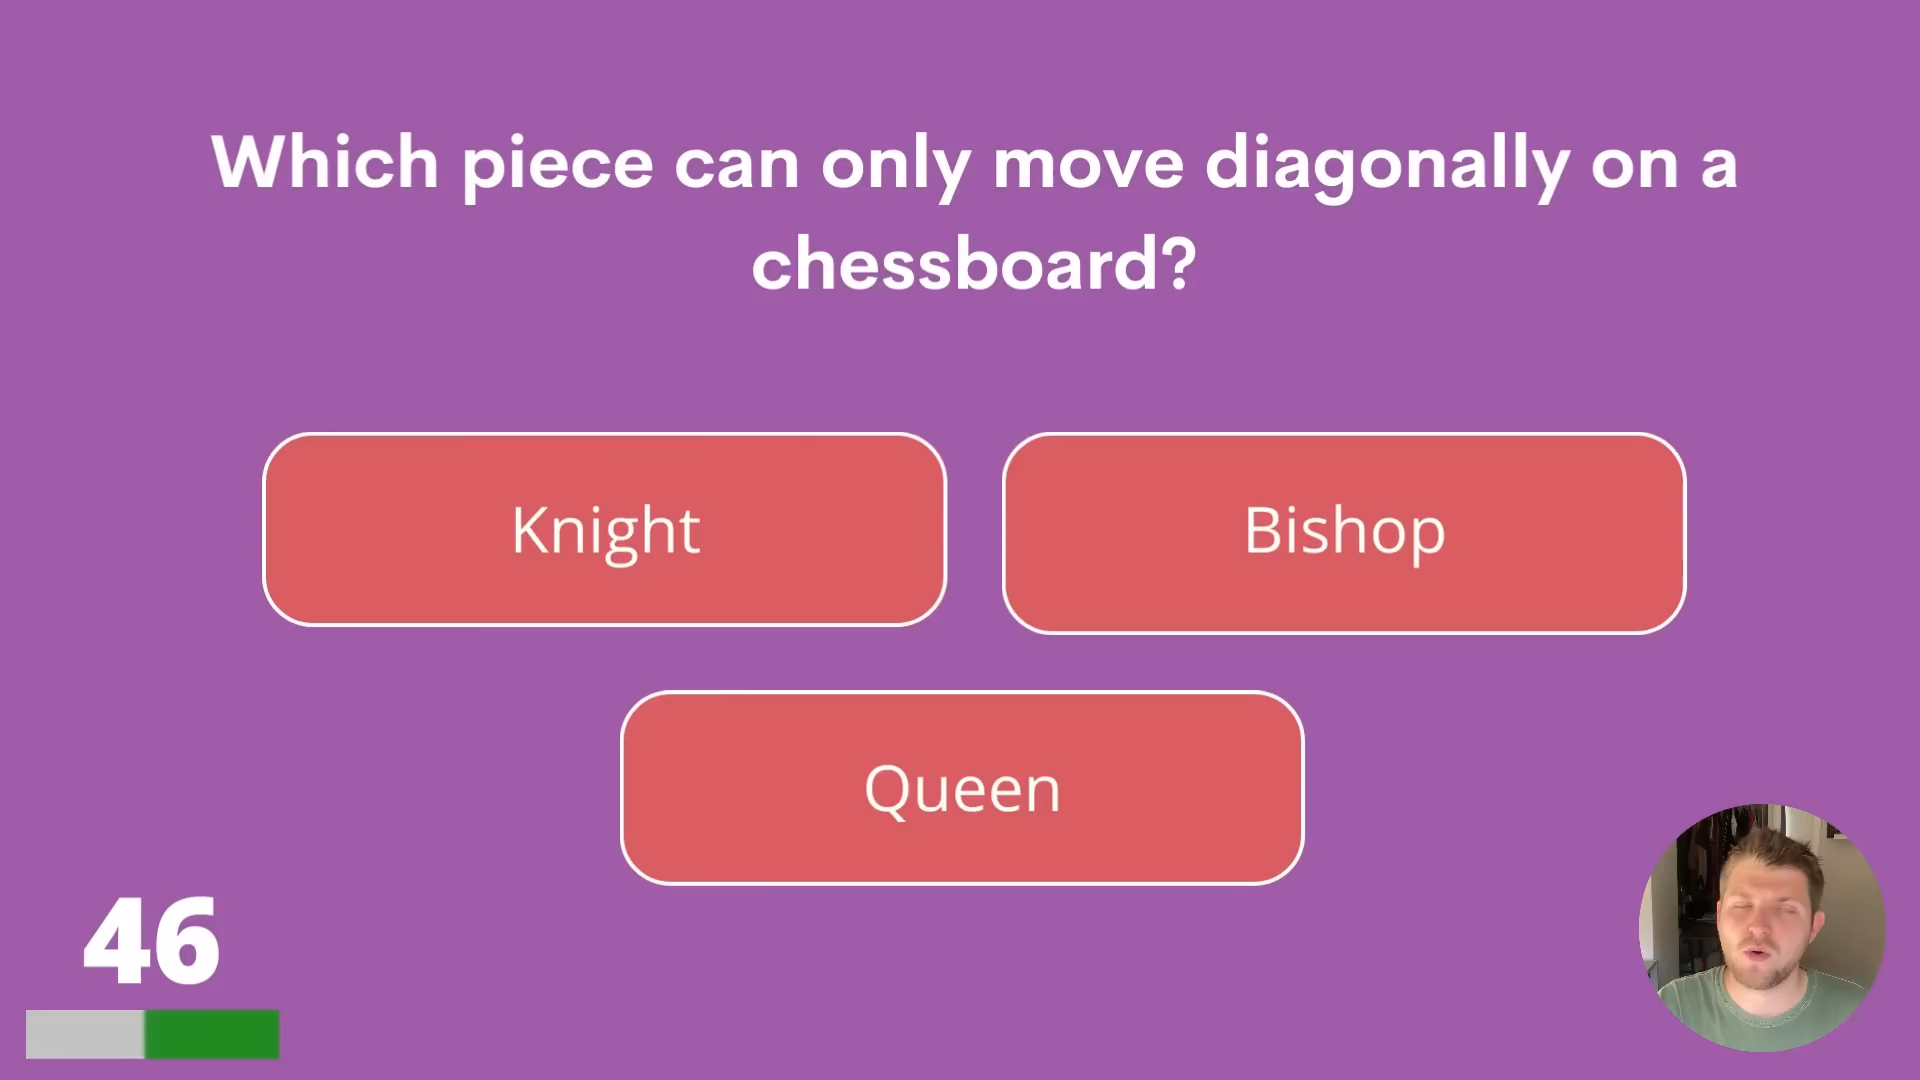 Which piece can only move diagonally on a
chessboard?
Knight
Bishop
Queen
46